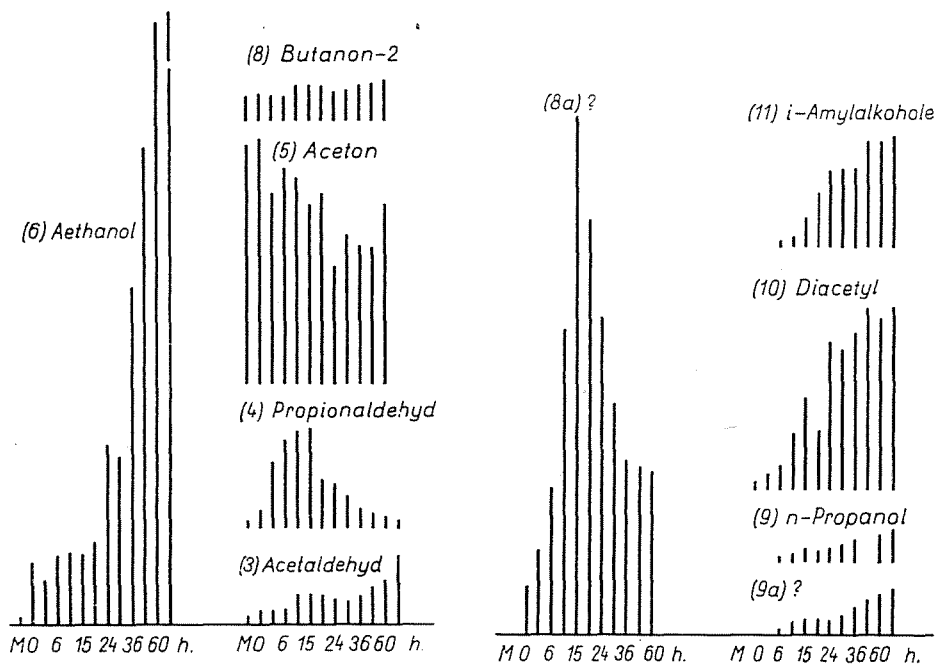 (8) Butanon-2
(5) Aceton
(6) Aethanol
(4) Propionaldehyd
(3) Acetaldehyd
M 0 6 15 24 36 60 h.
M 0 6 15 24 36 60 h.
(8a) ?
(11) i-Amylalkohole
(10) Diacetyl
(9) n-Propanol
(9a) ?
M 0 6 15 24 36 60 h.
M 0 6 15 24 36 60 h.